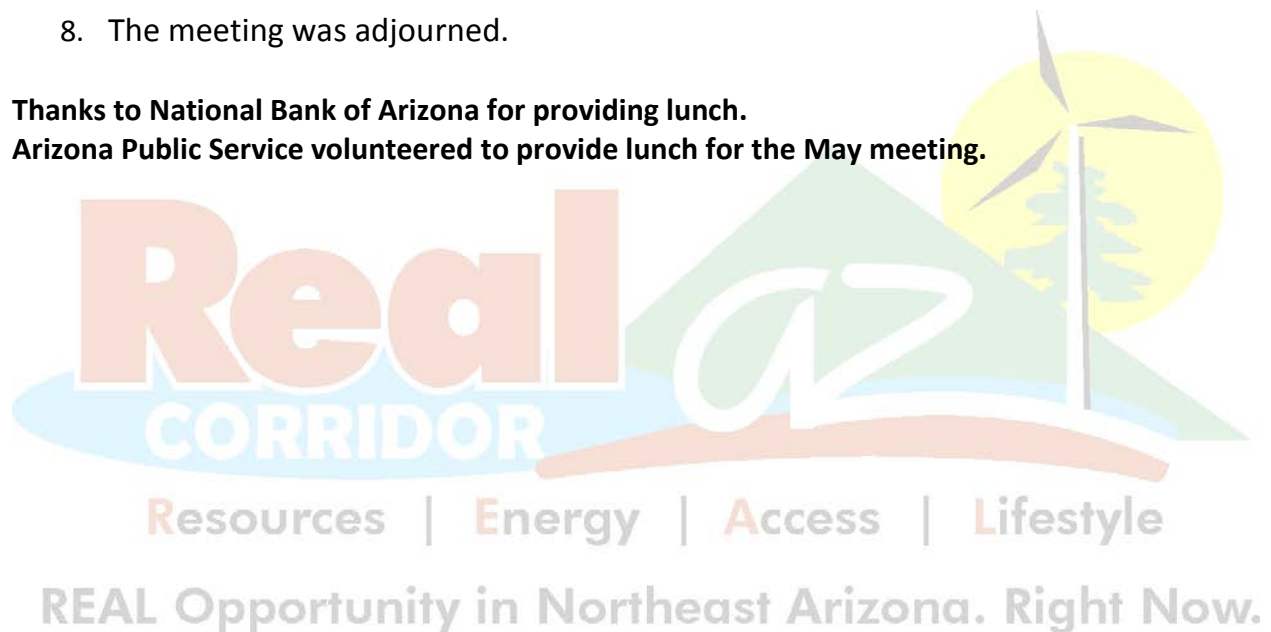 8. The meeting was adjourned.
Thanks to National Bank of Arizona for providing lunch.
Arizona Public Service volunteered to provide lunch for the May meeting.
Real az
CORRIDOR
Resources | Energy | Access | Lifestyle
REAL Opportunity in Northeast Arizona. Right Now.